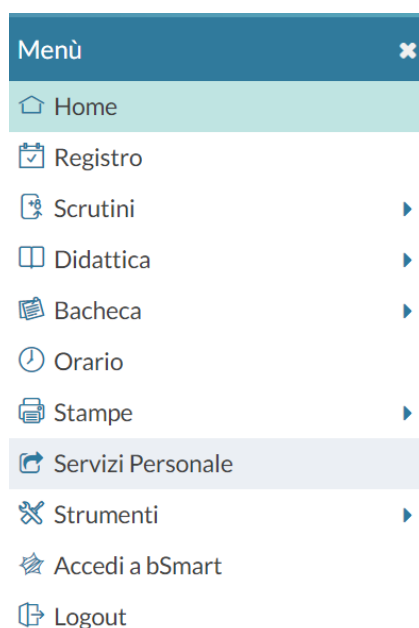 Menù
Home
Registro
Scrutini
Didattica
Bacheca
Orario
Stampe
Servizi Personale
Strumenti
Accedi a bSmart
Logout